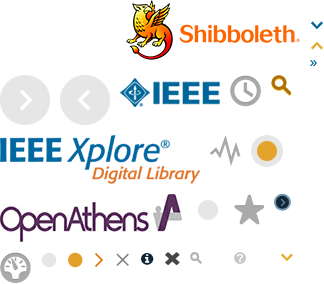 Shibboleth®
IEEE
IEEE Xplore®
Digital Library
OpenAthens